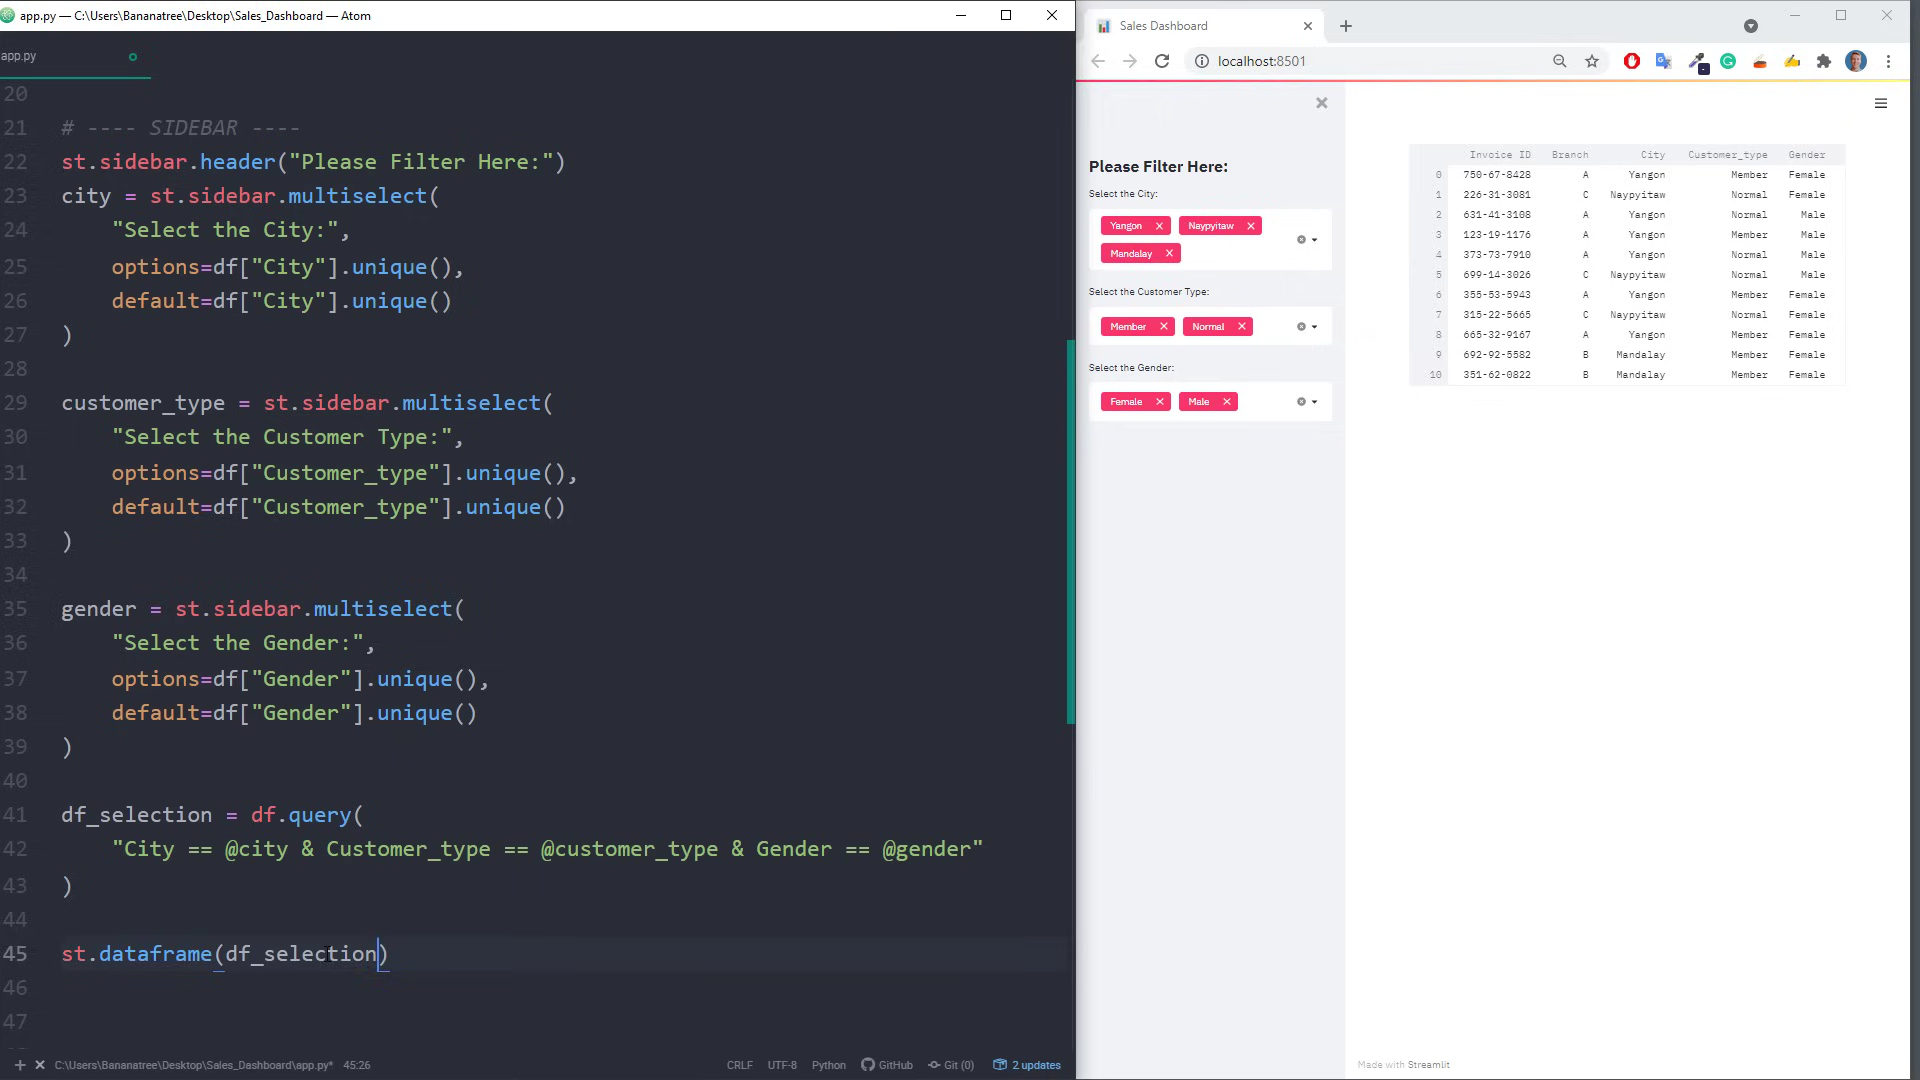 app.py — C:\Users\Bananatree\Desktop\Sales_Dashboard — Atom
app.py
20
21 # ---- SIDEBAR ----
22 st.sidebar.header("Please Filter Here:")
23 city = st.sidebar.multiselect(
24 "Select the City:",
25 options=df["City"].unique(),
26 default=df["City"].unique()
27 )
28
29 customer_type = st.sidebar.multiselect(
30 "Select the Customer Type:",
31 options=df["Customer_type"].unique(),
32 default=df["Customer_type"].unique()
33 )
34
35 gender = st.sidebar.multiselect(
36 "Select the Gender:",
37 options=df["Gender"].unique(),
38 default=df["Gender"].unique()
39 )
40
41 df_selection = df.query(
42 "City == @city & Customer_type == @customer_type & Gender == @gender"
43 )
44
45 st.dataframe(df_selection)
46
47
C:\Users\Bananatree\Desktop\Sales_Dashboard\app.py* 45:26 CRLF UTF-8 Python GitHub Git (0) 2 updates
Sales Dashboard
localhost:8501
Please Filter Here:
Select the City:
Yangon Naypyitaw
Mandalay
Select the Customer Type:
Member Normal
Select the Gender:
Female Male
Invoice ID Branch City Customer_type Gender
0 750-67-8428 A Yangon Member Female
1 226-31-3081 C Naypyitaw Normal Female
2 631-41-3108 A Yangon Normal Male
3 123-19-1176 A Yangon Member Male
4 373-73-7910 A Yangon Normal Male
5 699-14-3026 C Naypyitaw Normal Male
6 355-53-5943 A Yangon Member Female
7 315-22-5665 C Naypyitaw Normal Female
8 665-32-9167 A Yangon Member Female
9 692-92-5582 B Mandalay Member Female
10 351-62-0822 B Mandalay Member Female
Made with Streamlit